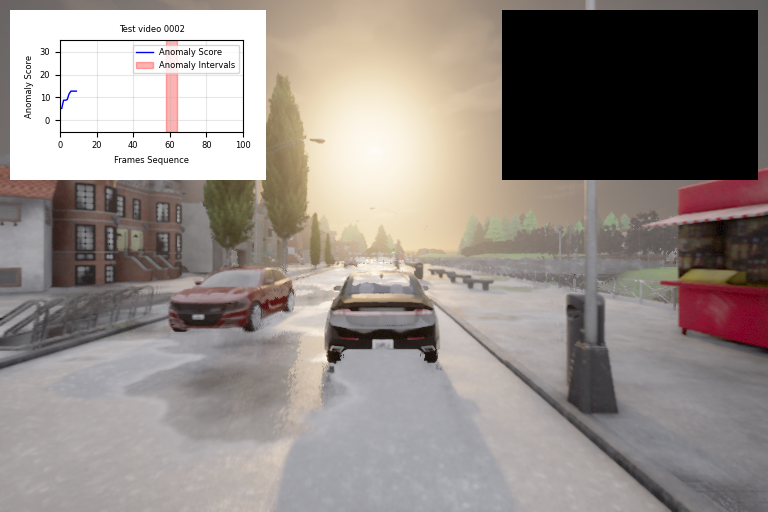 Test video 0002
Anomaly Score
Anomaly Intervals
Anomaly Score
30
20
10
0
0 20 40 60 80 100
Frames Sequence